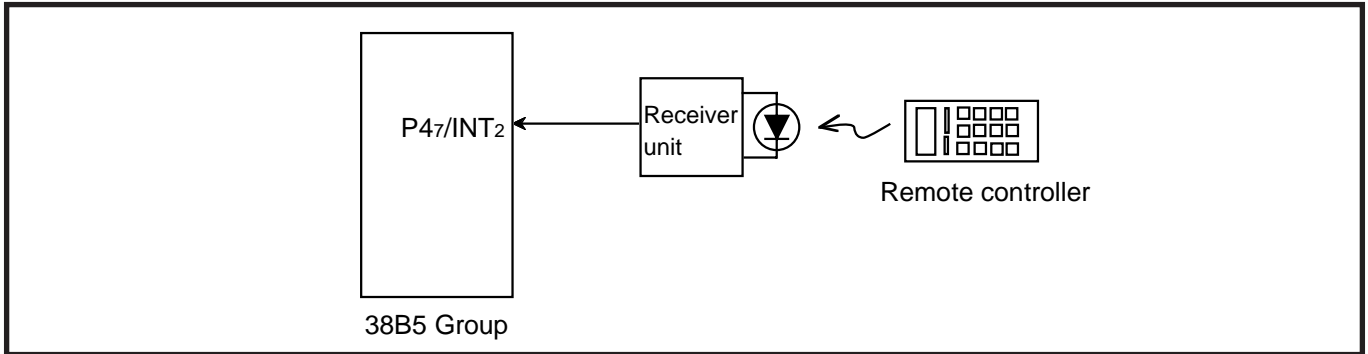 P47/INT2
Receiver
unit
Remote controller
38B5 Group